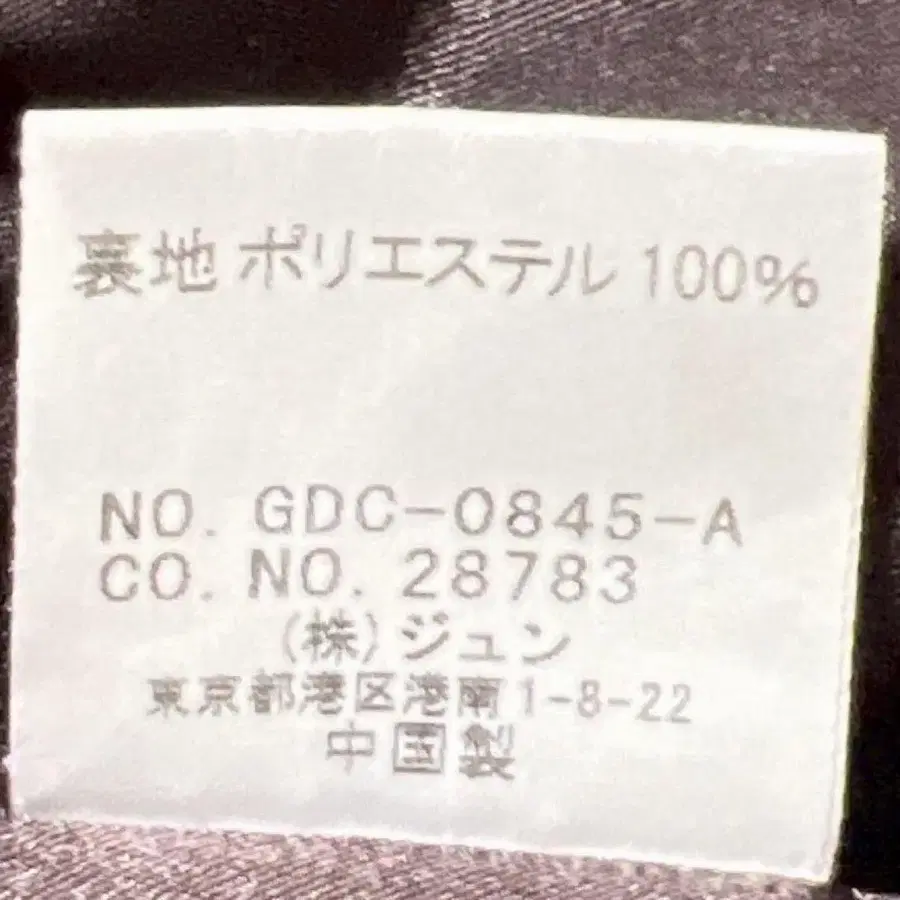 裏地 ポリエステル 100%
NO. GDC-0845-A
CO. NO. 28783
(株)ジュン
東京都港区港南1-8-22
中国製